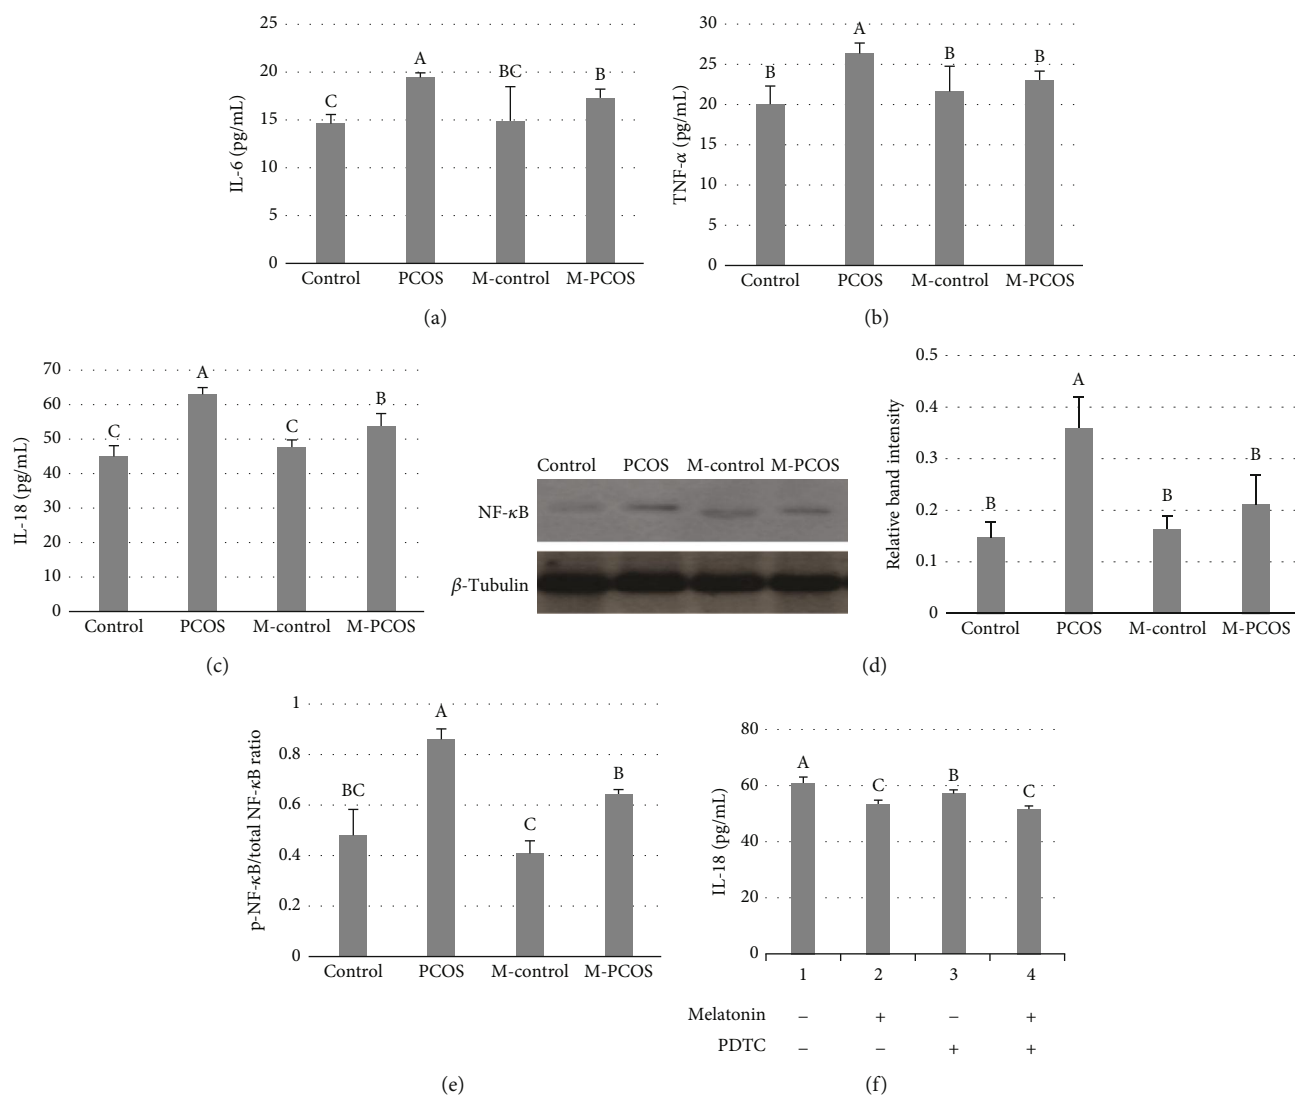 IL-6 (pg/mL)
25
20
15
10
5
0
C
A
BC
B
Control PCOS M-control M-PCOS
(a)
TNF-α (pg/mL)
30
25
20
15
10
5
0
B
A
B
B
Control PCOS M-control M-PCOS
(b)
IL-18 (pg/mL)
70
60
50
40
30
20
10
0
C
A
C
B
Control PCOS M-control M-PCOS
(c)
Control PCOS M-control M-PCOS
NF-κB
β-Tubulin
Relative band intensity
0.5
0.4
0.3
0.2
0.1
0
B
A
B
B
Control PCOS M-control M-PCOS
(d)
p-NF-κB/total NF-κB ratio
1
0.8
0.6
0.4
0.2
0
BC
A
C
B
Control PCOS M-control M-PCOS
(e)
IL-18 (pg/mL)
80
60
40
20
0
A
C
B
C
1 2 3 4
Melatonin − + − +
PDTC − − + +
(f)